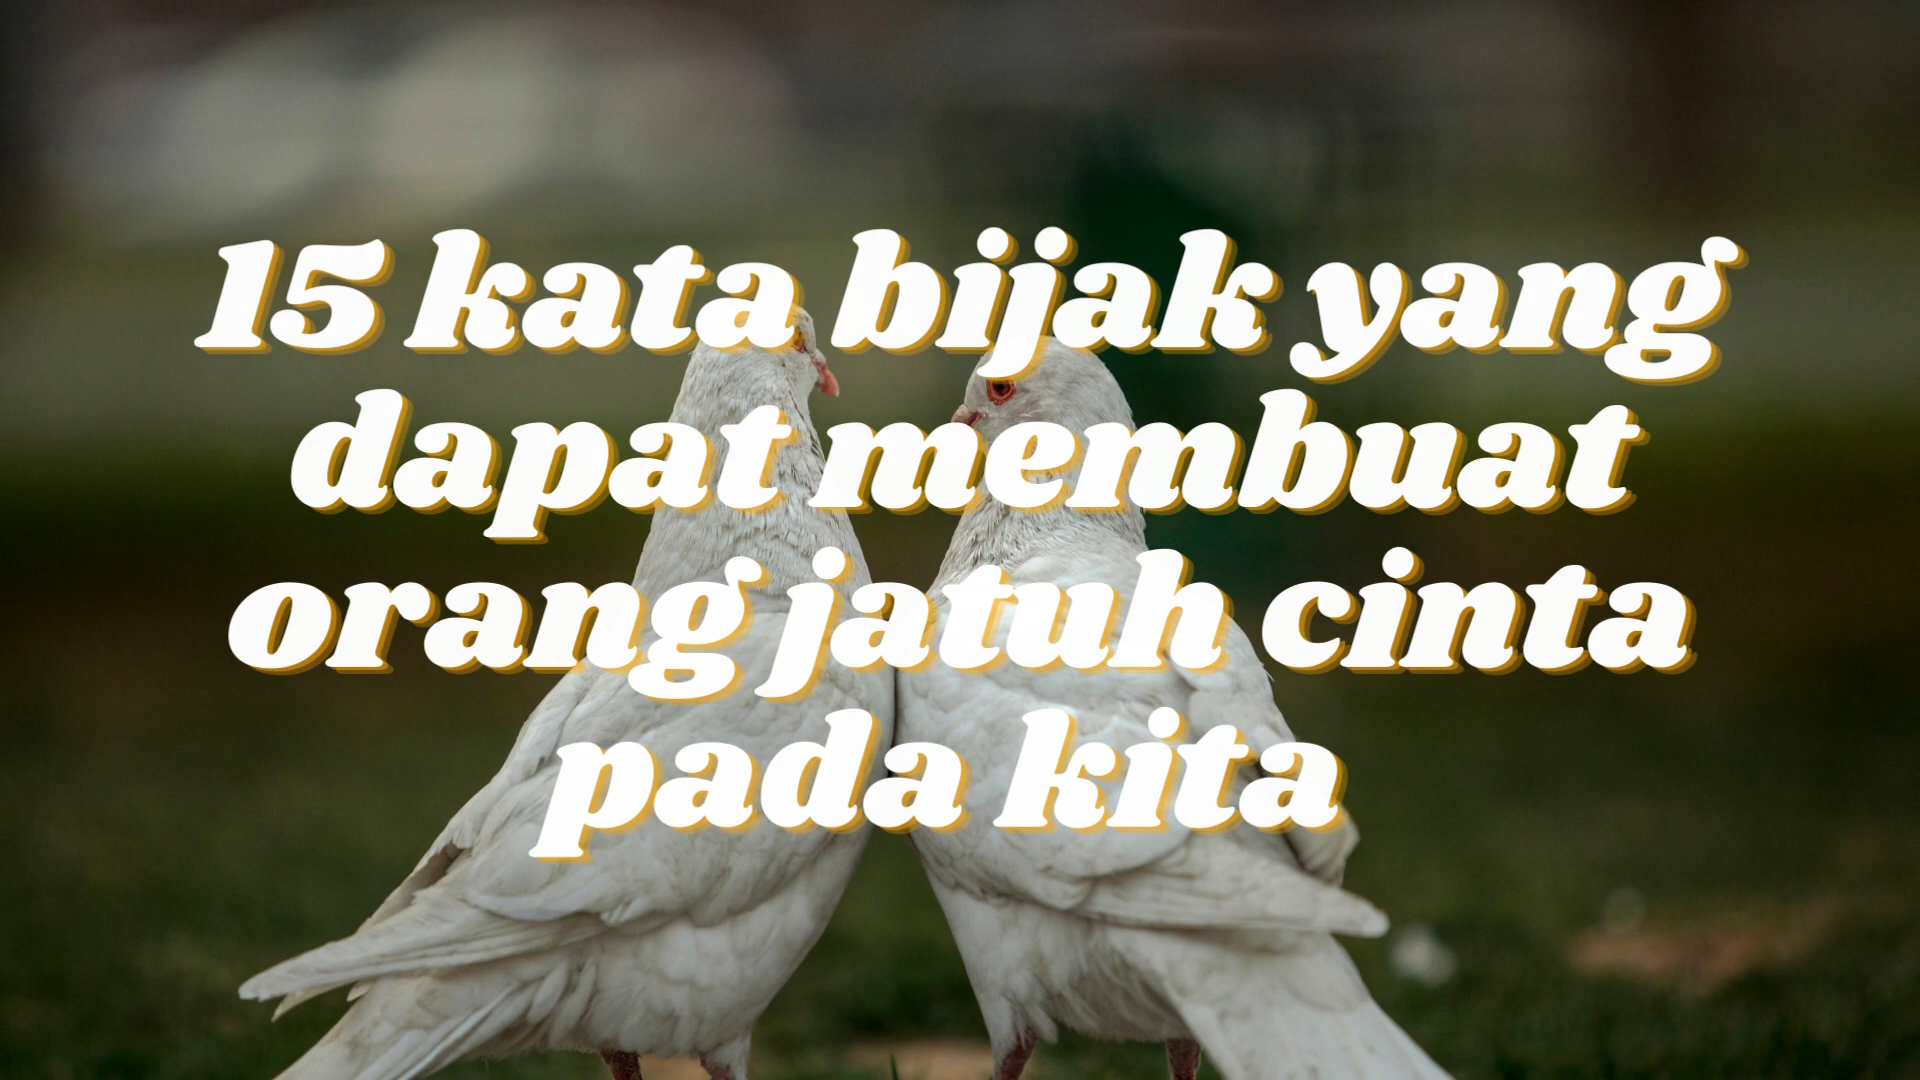 15 kata bijak yang
dapat membuat
orang jatuh cinta
pada kita